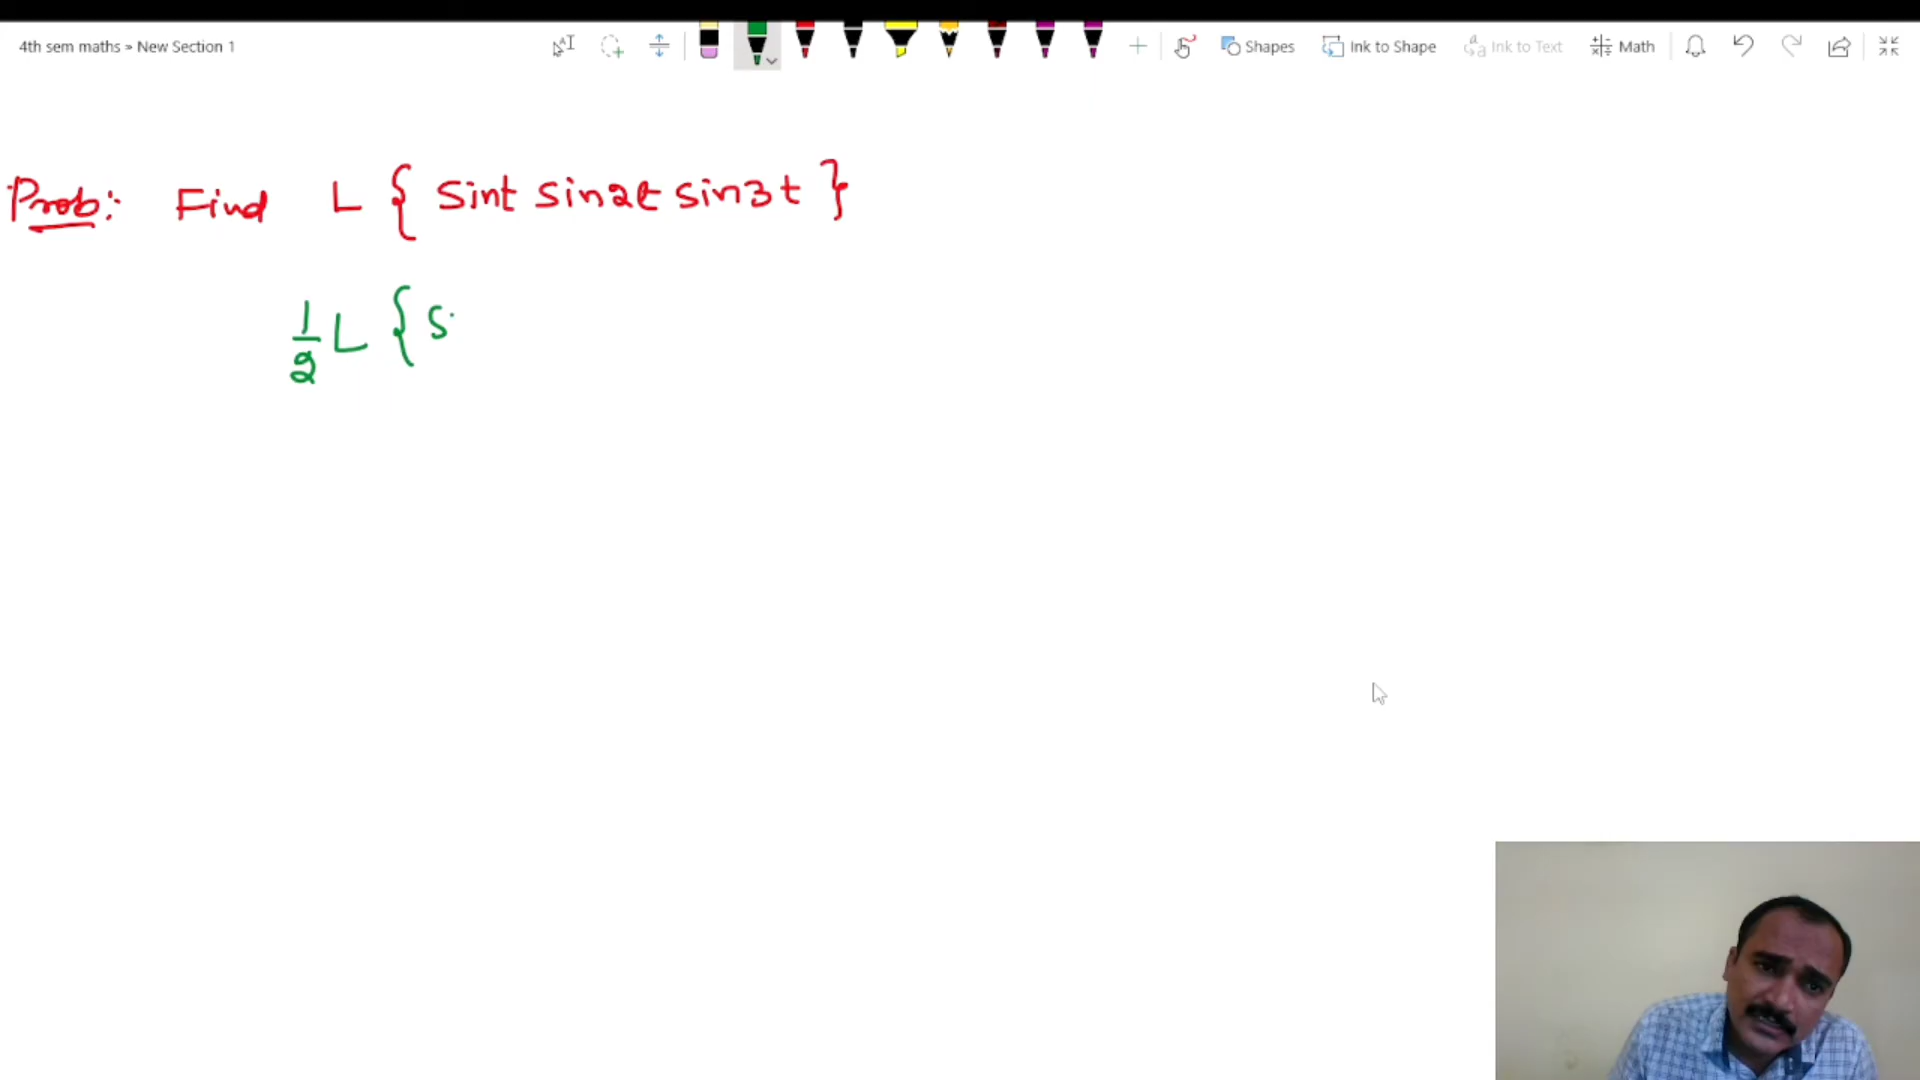 4th sem maths » New Section 1 Shapes Ink to Shape Ink to Text Math
Prob:- Find L { Sint sin2t sin3t }
1/2 L { s